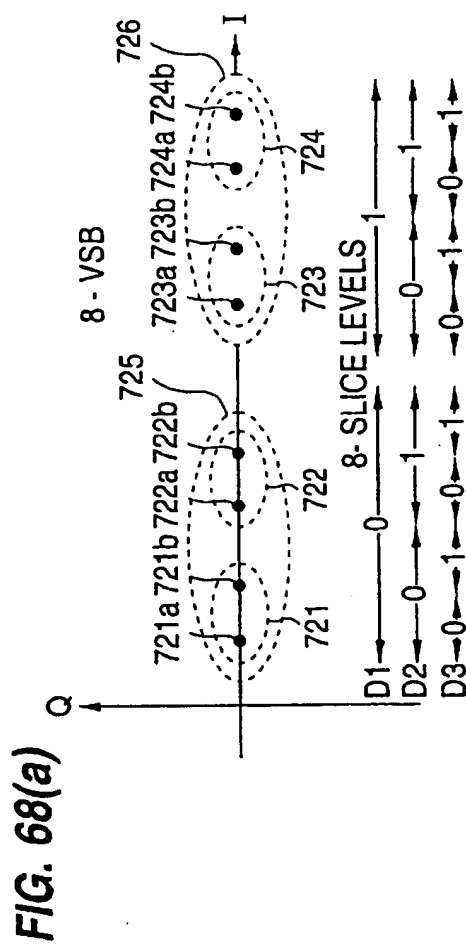 FIG. 68(a)
8 - VSB
Q
725
726
721a 721b 722a 722b 723a 723b 724a 724b
I
721 722 723 724
8- SLICE LEVELS
D1 0 1
D2 0 1 0 1
D3 0 1 0 1 0 1 0 1